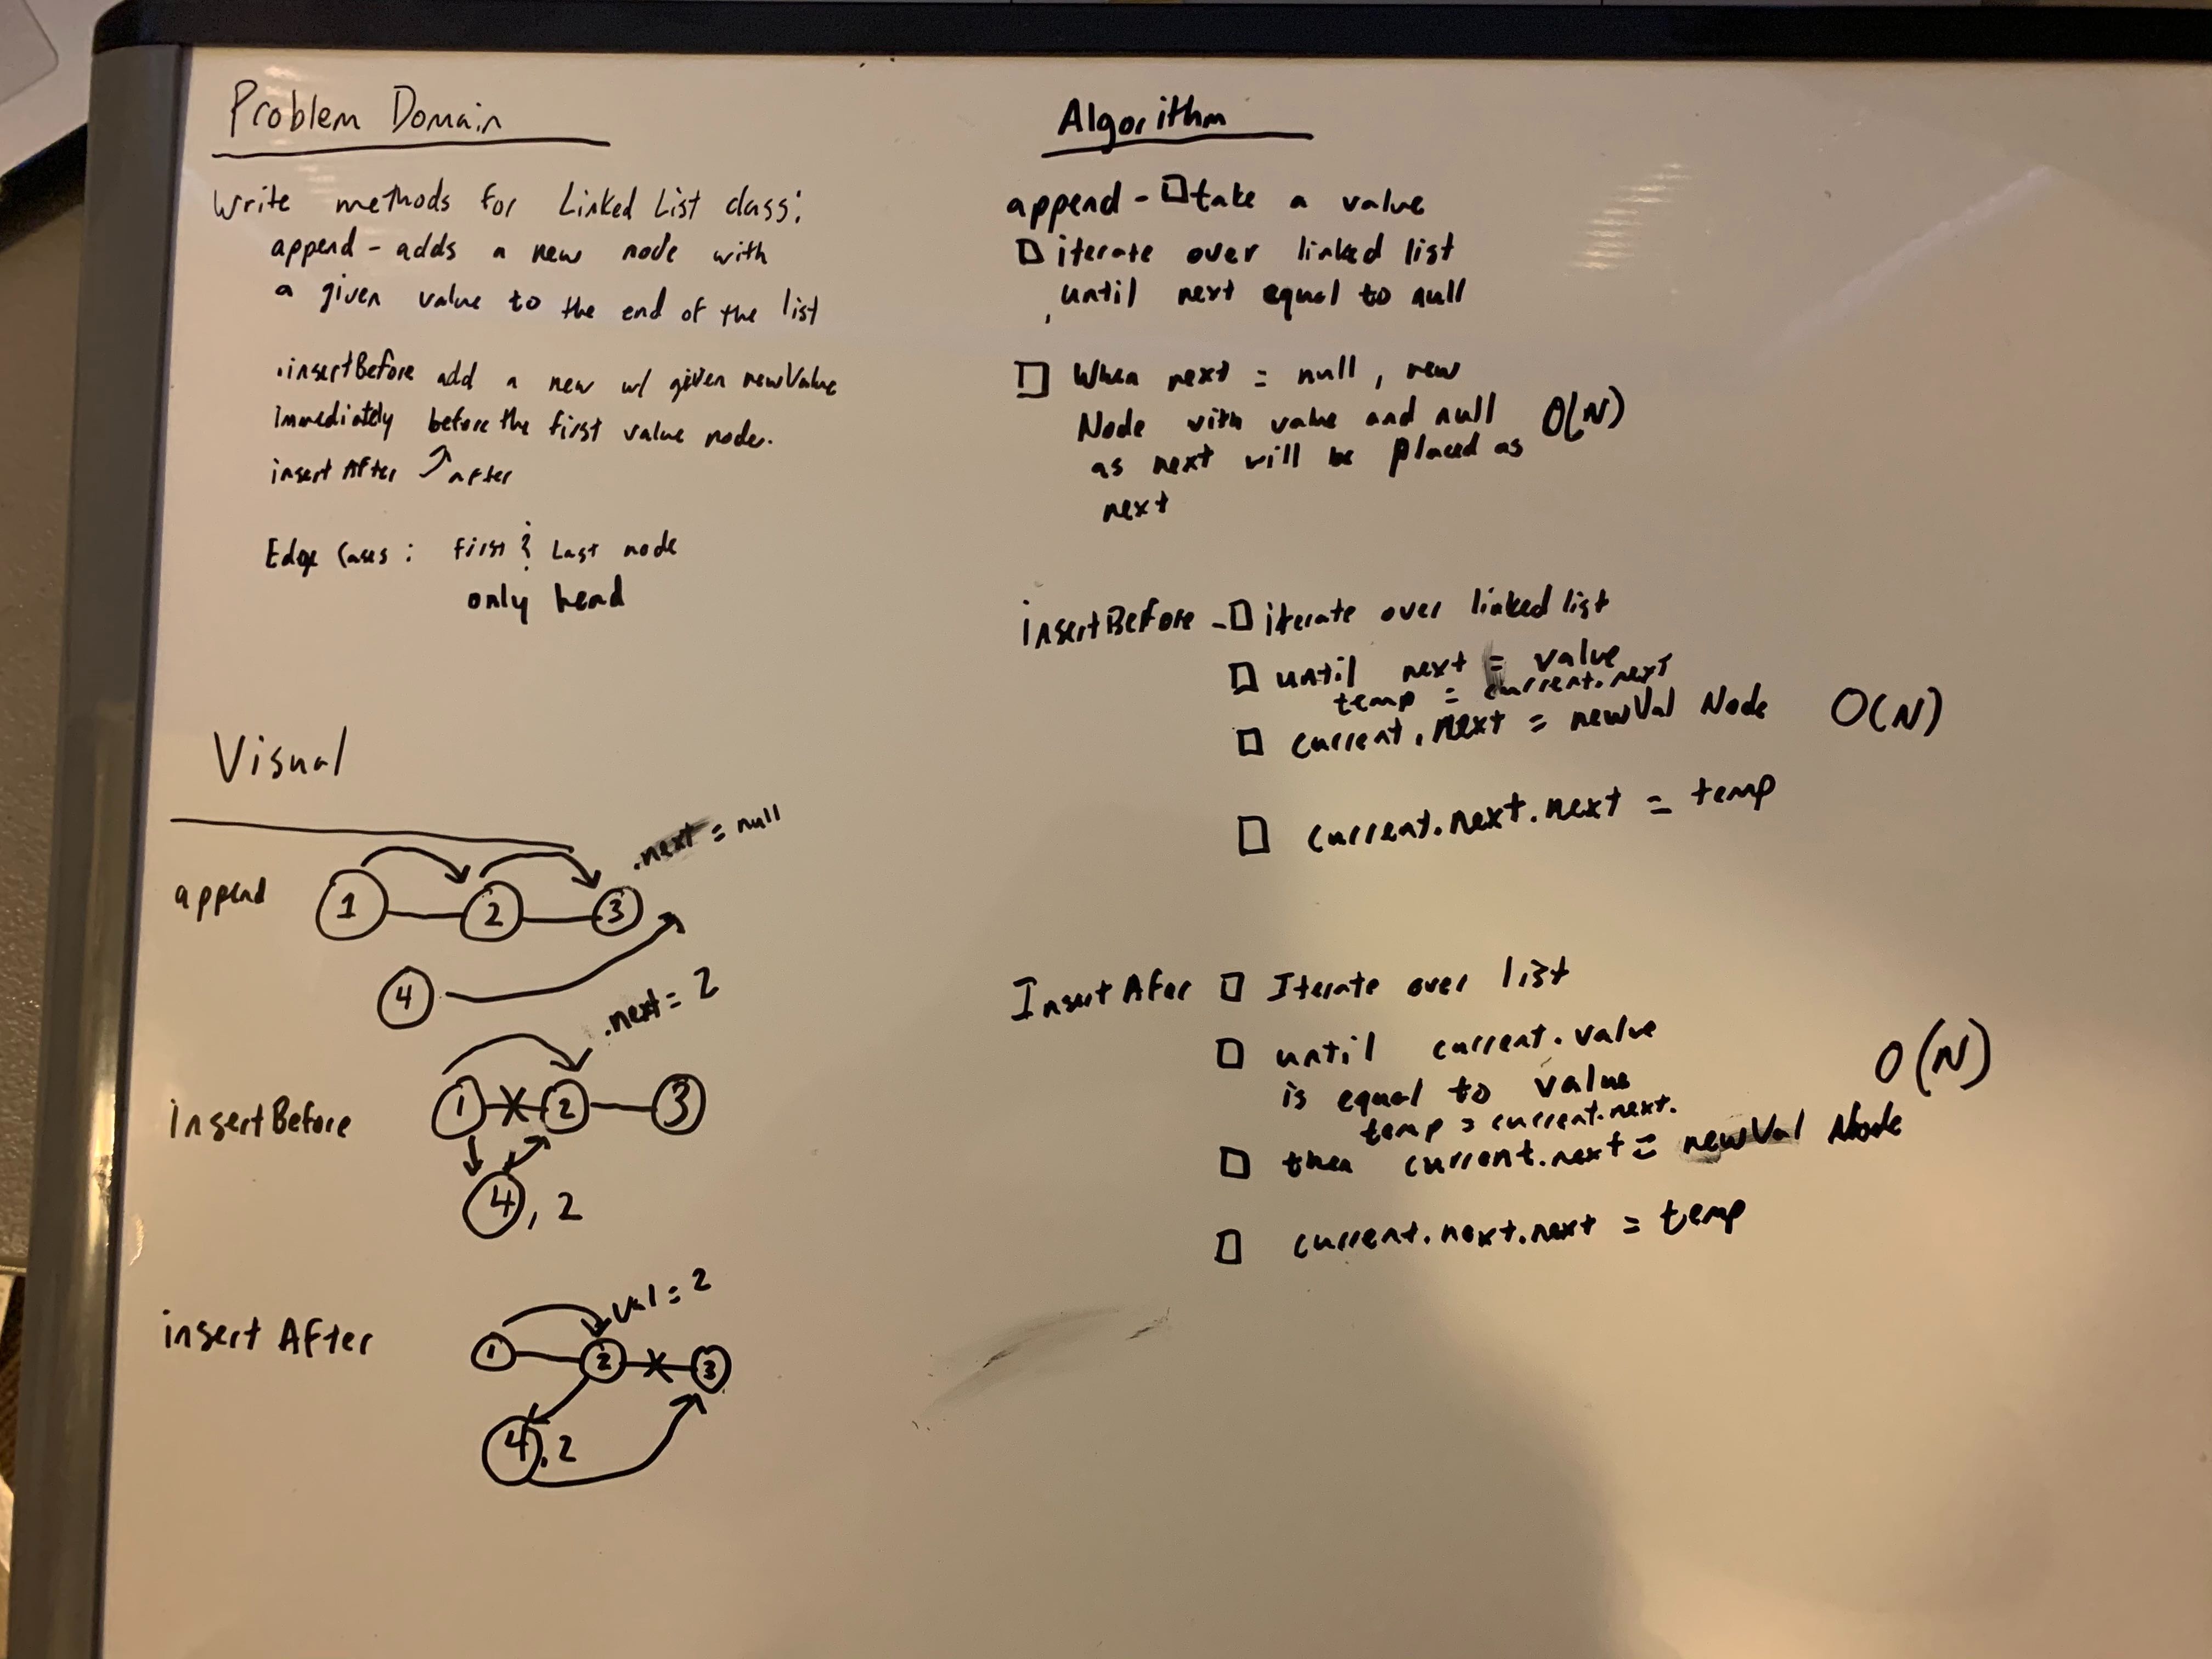 Problem Domain
Write methods for Linked List class:
append - adds a new node with
a given value to the end of the list
.insertBefore add a new w/ given newValue
Immediately before the first value node.
insert After after
Edge Cases: First & Last node
only head
Visual
.next = null
append 1 2 3
4
.next = 2
insertBefore 1 X 2 3
4, 2
val = 2
insert After 1 2 X 3
4, 2
Algorithm
append - take a value
iterate over linked list
until next equal to null
When next = null, new
Node with value and null O(N)
as next will be placed as
next
insertBefore - iterate over linked list
until next = value
temp = current.next
current.next = newVal Node O(N)
current.next.next = temp
Insert Afer Iterate over list
until current.value
is equal to value O(N)
temp = current.next.
then current.next = newVal Node
current.next.next = temp